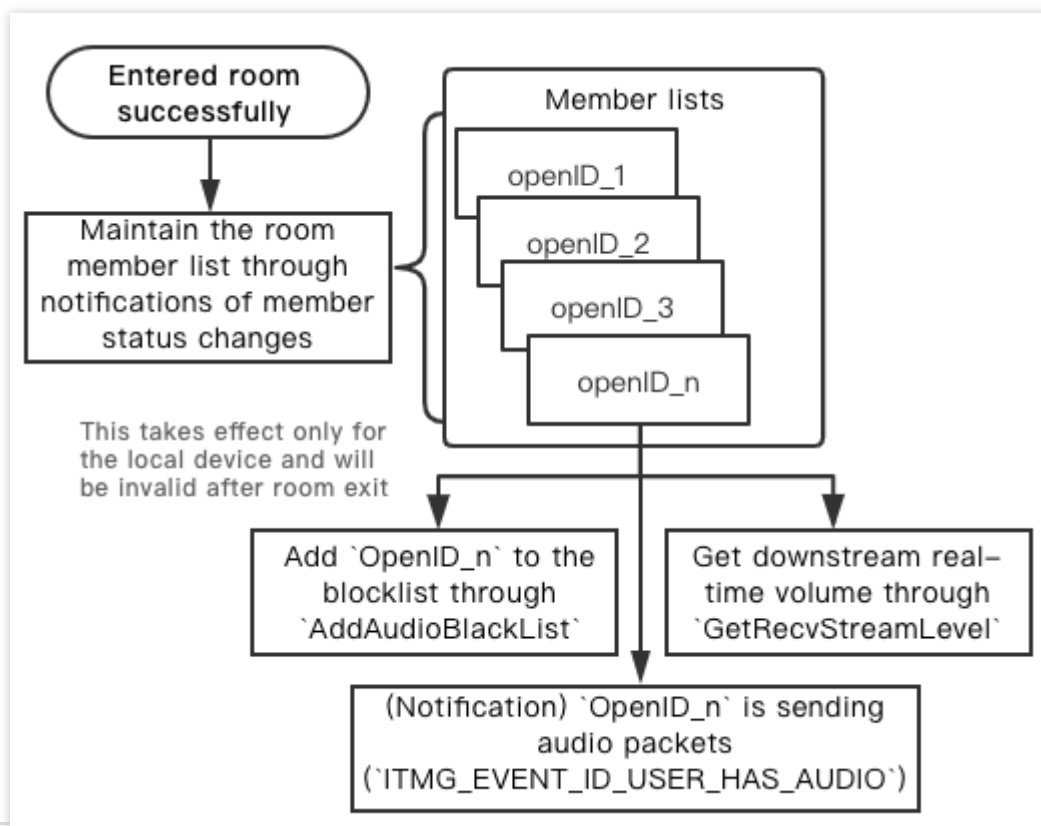 Entered room
successfully
Member lists
openID_1
openID_2
openID_3
openID_n
Maintain the room
member list through
notifications of member
status changes
This takes effect only for
the local device and will
be invalid after room exit
Add `OpenID_n` to the
blocklist through
`AddAudioBlackList`
Get downstream real-
time volume through
`GetRecvStreamLevel`
(Notification) `OpenID_n` is sending
audio packets
(`ITMG_EVENT_ID_USER_HAS_AUDIO`)